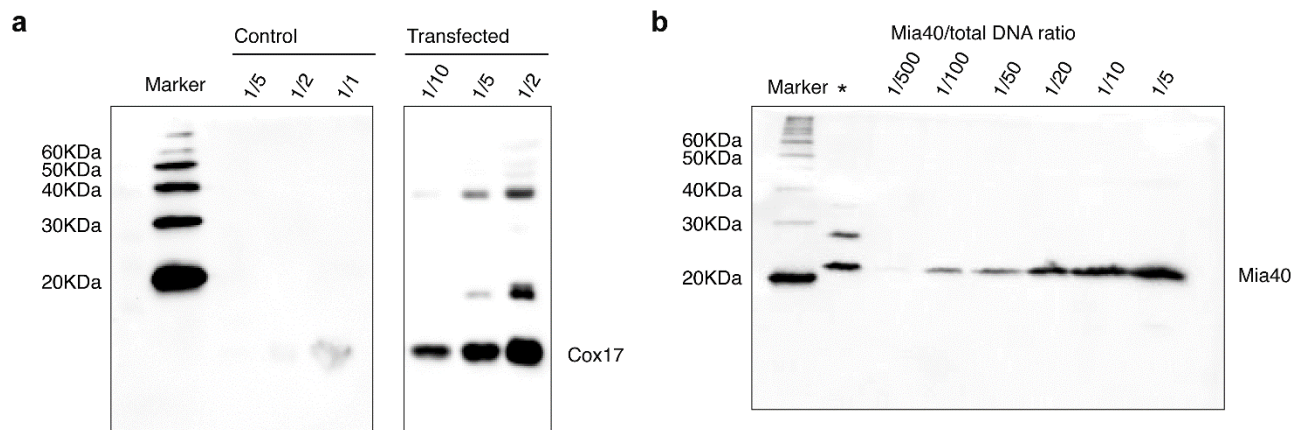 a
Control
Transfected
Marker
1/5
1/2
1/1
1/10
1/5
1/2
60KDa
50KDa
40KDa
30KDa
20KDa
Cox17
b
Mia40/total DNA ratio
Marker *
1/500
1/100
1/50
1/20
1/10
1/5
60KDa
50KDa
40KDa
30KDa
20KDa
Mia40